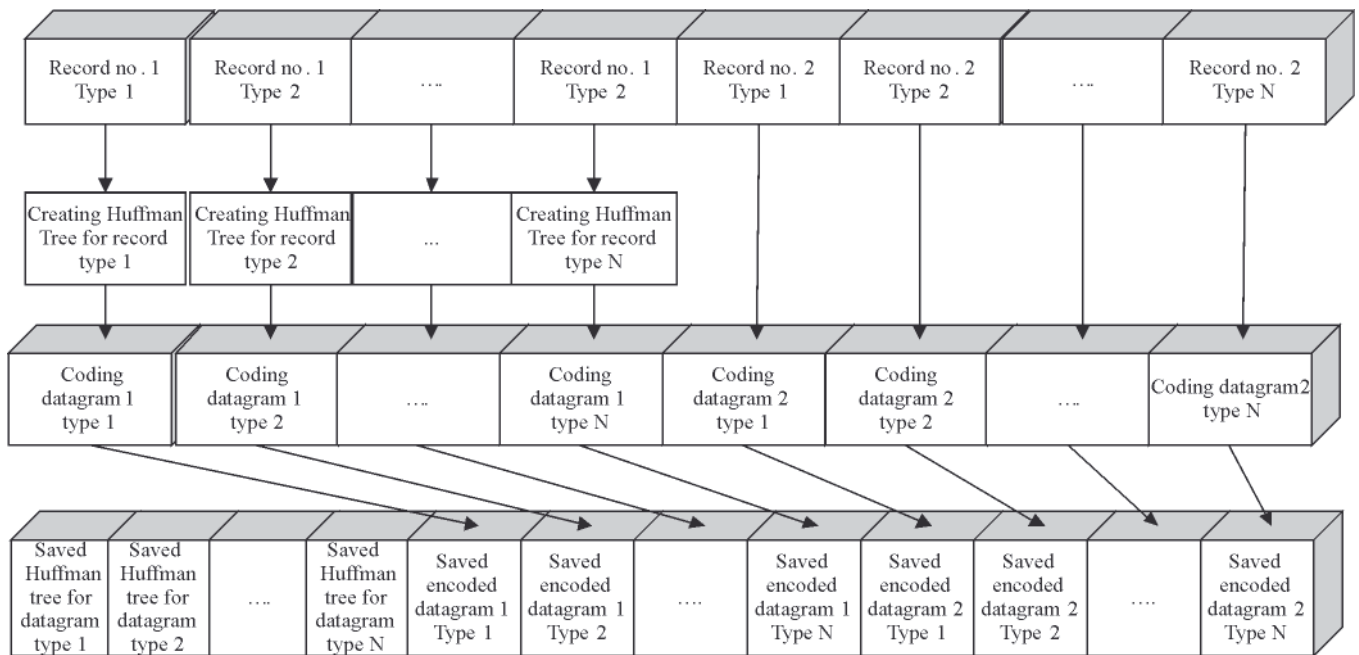 Record no. 1
Type 1
Record no. 1
Type 2
....
Record no. 1
Type 2
Record no. 2
Type 1
Record no. 2
Type 2
....
Record no. 2
Type N
Creating Huffman
Tree for record
type 1
Creating Huffman
Tree for record
type 2
...
Creating Huffman
Tree for record
type N
Coding
datagram 1
type 1
Coding
datagram 1
type 2
....
Coding
datagram 1
type N
Coding
datagram 2
type 1
Coding
datagram 2
type 2
....
Coding datagram2
type N
Saved
Huffman
tree for
datagram
type 1
Saved
Huffman
tree for
datagram
type 2
....
Saved
Huffman
tree for
datagram
type N
Saved
encoded
datagram 1
Type 1
Saved
encoded
datagram 1
Type 2
....
Saved
encoded
datagram 1
Type N
Saved
encoded
datagram 2
Type 1
Saved
encoded
datagram 2
Type 2
....
Saved
encoded
datagram 2
Type N